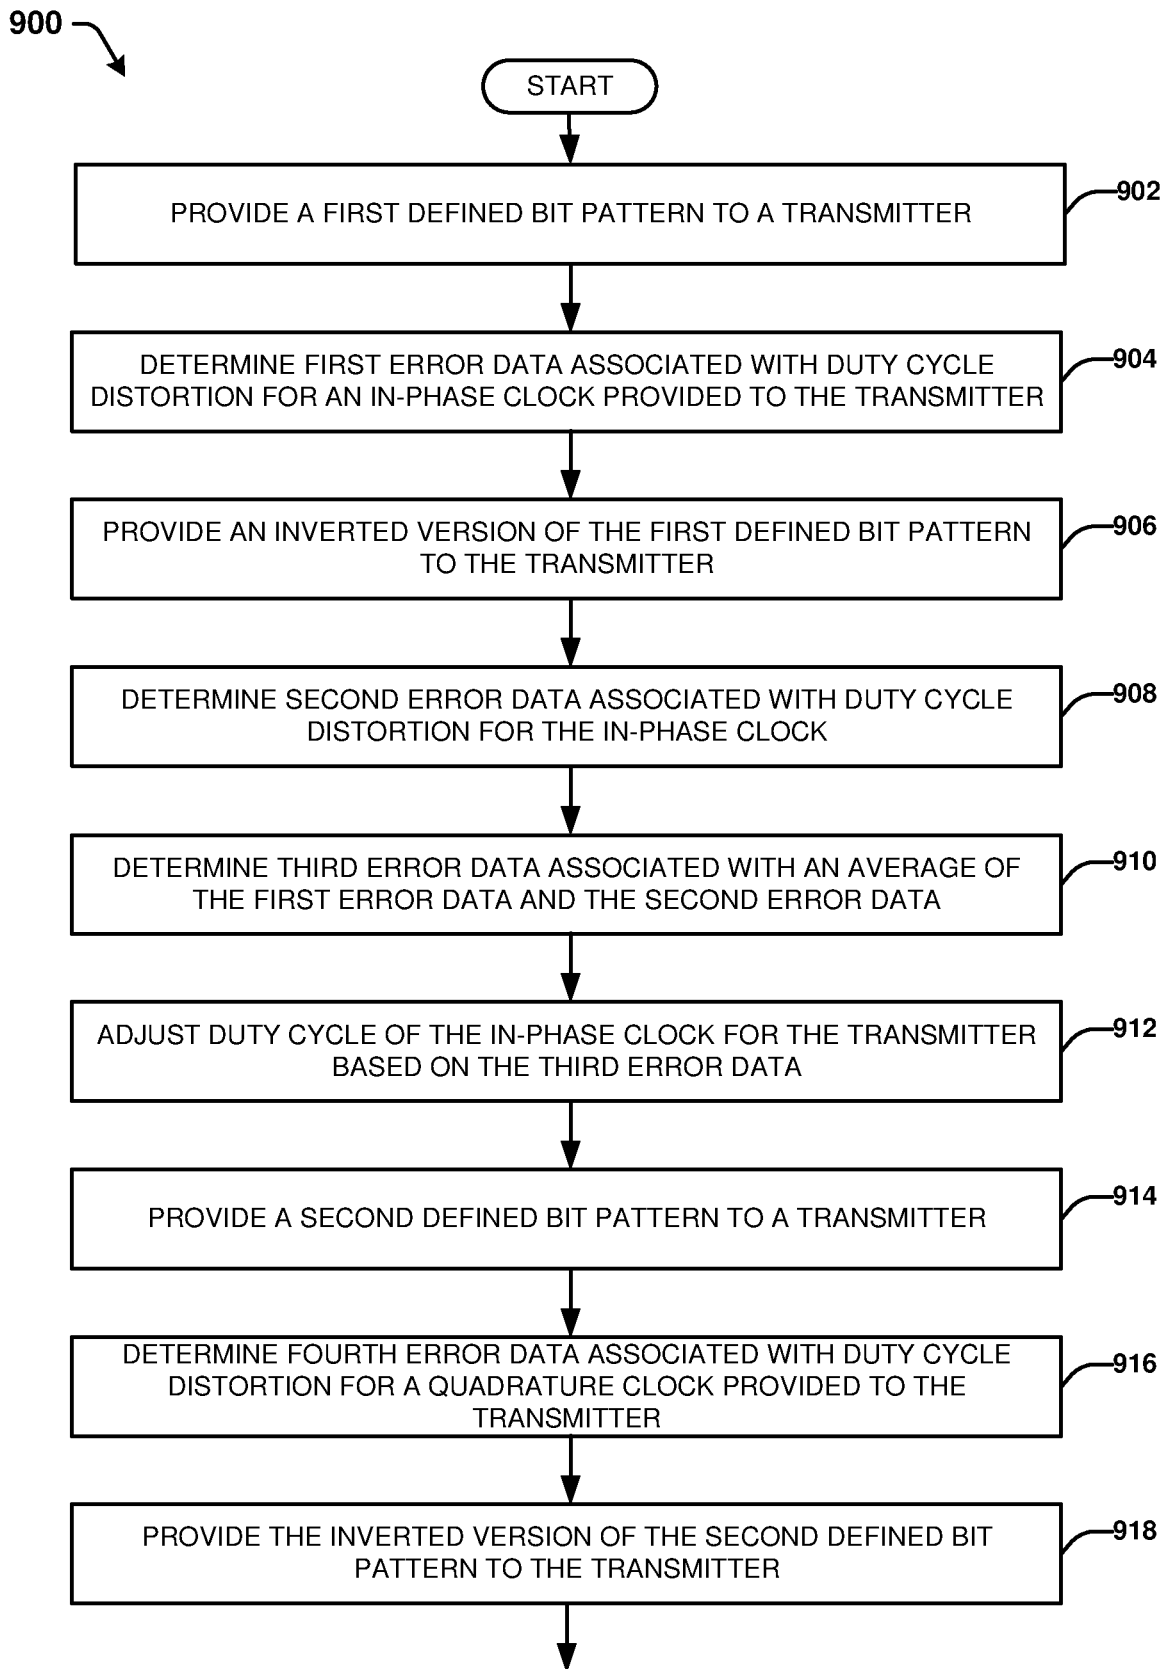 900
START
PROVIDE A FIRST DEFINED BIT PATTERN TO A TRANSMITTER
902
DETERMINE FIRST ERROR DATA ASSOCIATED WITH DUTY CYCLE
DISTORTION FOR AN IN-PHASE CLOCK PROVIDED TO THE TRANSMITTER
904
PROVIDE AN INVERTED VERSION OF THE FIRST DEFINED BIT PATTERN
TO THE TRANSMITTER
906
DETERMINE SECOND ERROR DATA ASSOCIATED WITH DUTY CYCLE
DISTORTION FOR THE IN-PHASE CLOCK
908
DETERMINE THIRD ERROR DATA ASSOCIATED WITH AN AVERAGE OF
THE FIRST ERROR DATA AND THE SECOND ERROR DATA
910
ADJUST DUTY CYCLE OF THE IN-PHASE CLOCK FOR THE TRANSMITTER
BASED ON THE THIRD ERROR DATA
912
PROVIDE A SECOND DEFINED BIT PATTERN TO A TRANSMITTER
914
DETERMINE FOURTH ERROR DATA ASSOCIATED WITH DUTY CYCLE
DISTORTION FOR A QUADRATURE CLOCK PROVIDED TO THE
TRANSMITTER
916
PROVIDE THE INVERTED VERSION OF THE SECOND DEFINED BIT
PATTERN TO THE TRANSMITTER
918